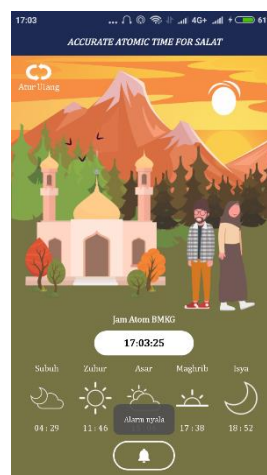 17:03
... 4G+ 61
ACCURATE ATOMIC TIME FOR SALAT
Atur Ulang
Jam Atom BMKG
17:03:25
Subuh Zuhur Asar Maghrib Isya
Alarm nyala
04 : 29 11 : 46 17 : 38 18 : 52